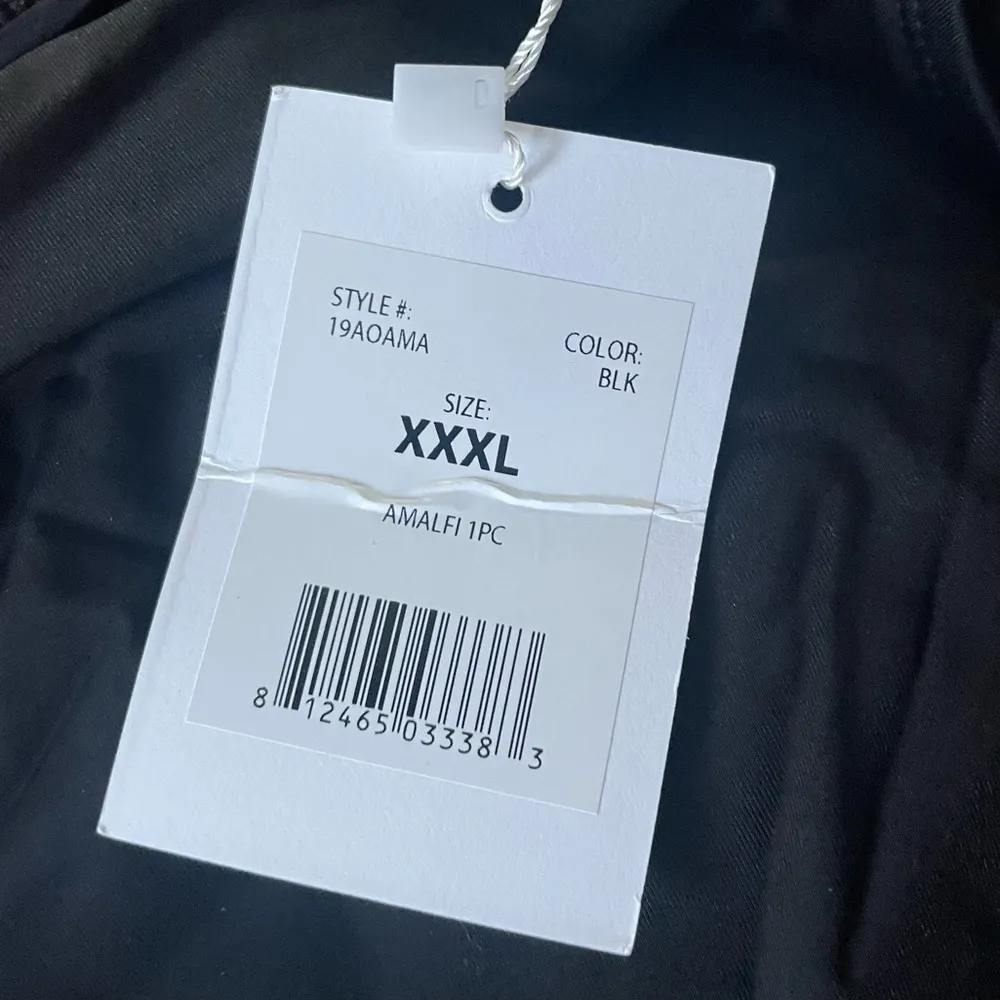 STYLE #:
19AOAMA
COLOR:
BLK
SIZE:
XXXL
AMALFI 1PC
8 12465 03338 3